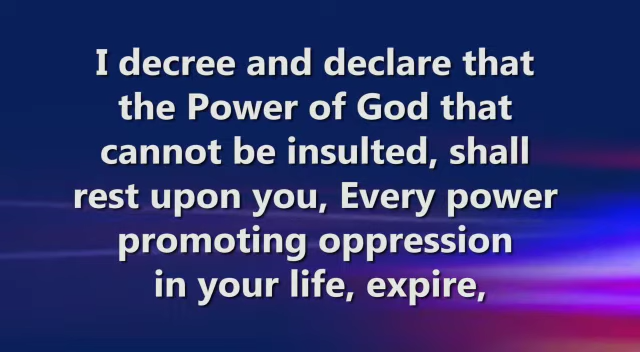 I decree and declare that
the Power of God that
cannot be insulted, shall
rest upon you, Every power
promoting oppression
in your life, expire,